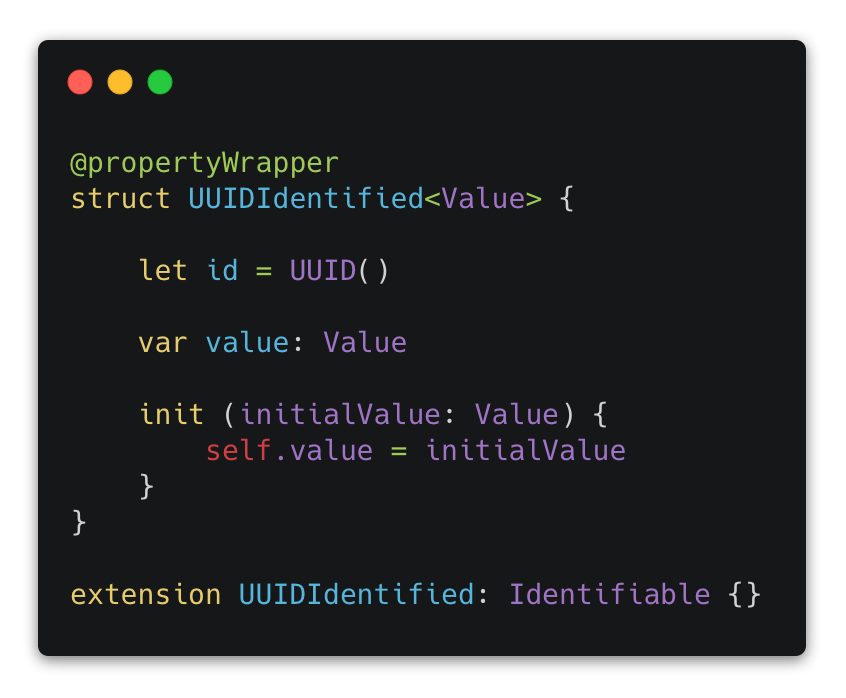 @propertyWrapper
struct UUIDIdentified<Value> {
let id = UUID()
var value: Value
init (initialValue: Value) {
self.value = initialValue
}
}
extension UUIDIdentified: Identifiable {}